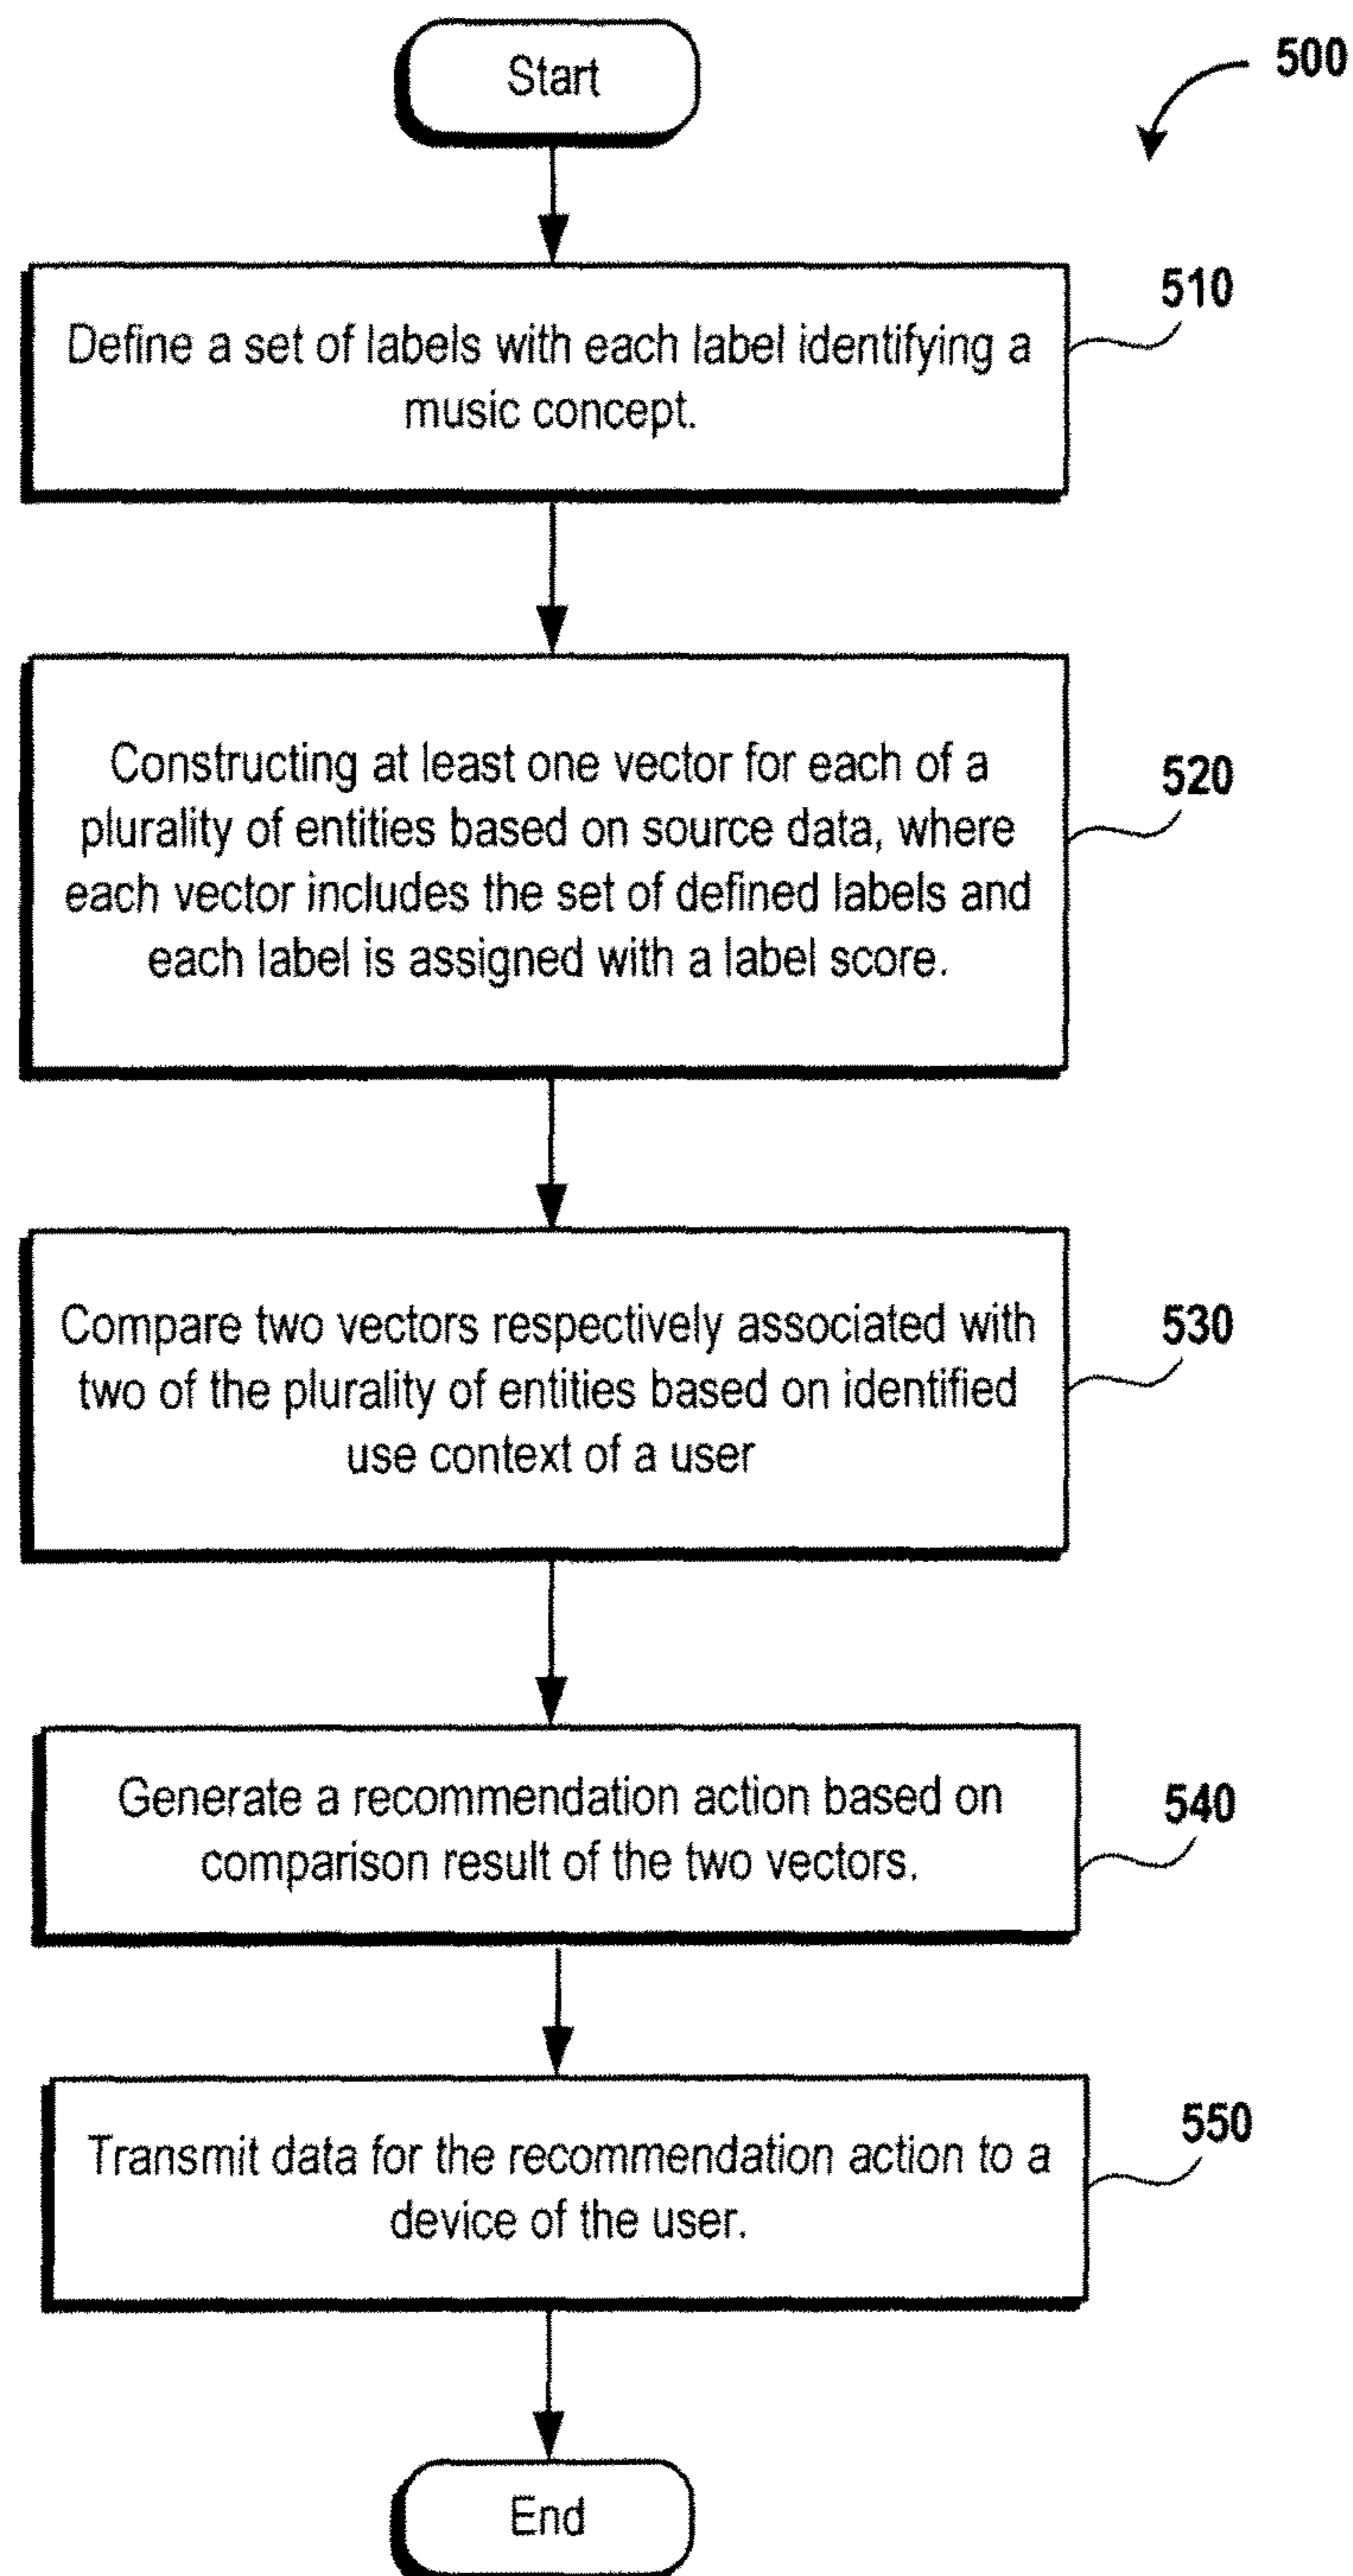 Start
500
Define a set of labels with each label identifying a
music concept.
510
Constructing at least one vector for each of a
plurality of entities based on source data, where
each vector includes the set of defined labels and
each label is assigned with a label score.
520
Compare two vectors respectively associated with
two of the plurality of entities based on identified
use context of a user
530
Generate a recommendation action based on
comparison result of the two vectors.
540
Transmit data for the recommendation action to a
device of the user.
550
End